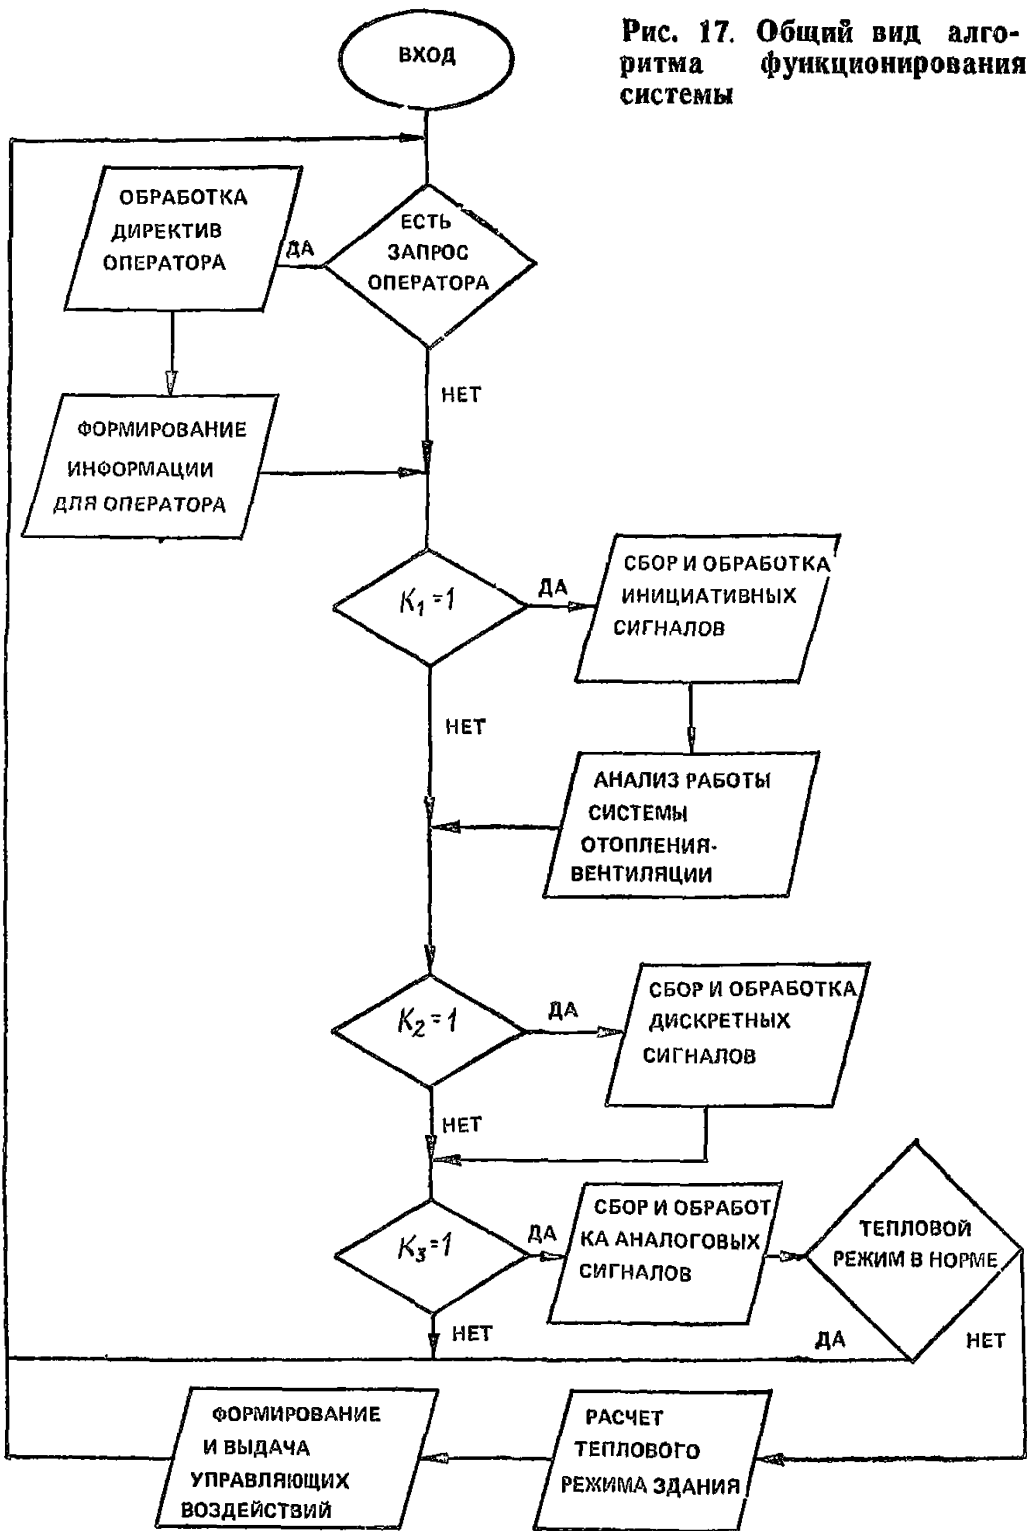 Рис. 17. Общий вид алго-
ритма функционирования
системы
ВХОД
ОБРАБОТКА
ДИРЕКТИВ
ОПЕРАТОРА
ДА
ЕСТЬ
ЗАПРОС
ОПЕРАТОРА
НЕТ
ФОРМИРОВАНИЕ
ИНФОРМАЦИИ
ДЛЯ ОПЕРАТОРА
K₁=1
ДА
СБОР И ОБРАБОТКА
ИНИЦИАТИВНЫХ
СИГНАЛОВ
НЕТ
АНАЛИЗ РАБОТЫ
СИСТЕМЫ
ОТОПЛЕНИЯ-
ВЕНТИЛЯЦИИ
K₂=1
ДА
СБОР И ОБРАБОТКА
ДИСКРЕТНЫХ
СИГНАЛОВ
НЕТ
K₃=1
ДА
СБОР И ОБРАБОТ
КА АНАЛОГОВЫХ
СИГНАЛОВ
ТЕПЛОВОЙ
РЕЖИМ В НОРМЕ
НЕТ
ДА
НЕТ
ФОРМИРОВАНИЕ
И ВЫДАЧА
УПРАВЛЯЮЩИХ
ВОЗДЕЙСТВИЙ
РАСЧЕТ
ТЕПЛОВОГО
РЕЖИМА ЗДАНИЯ